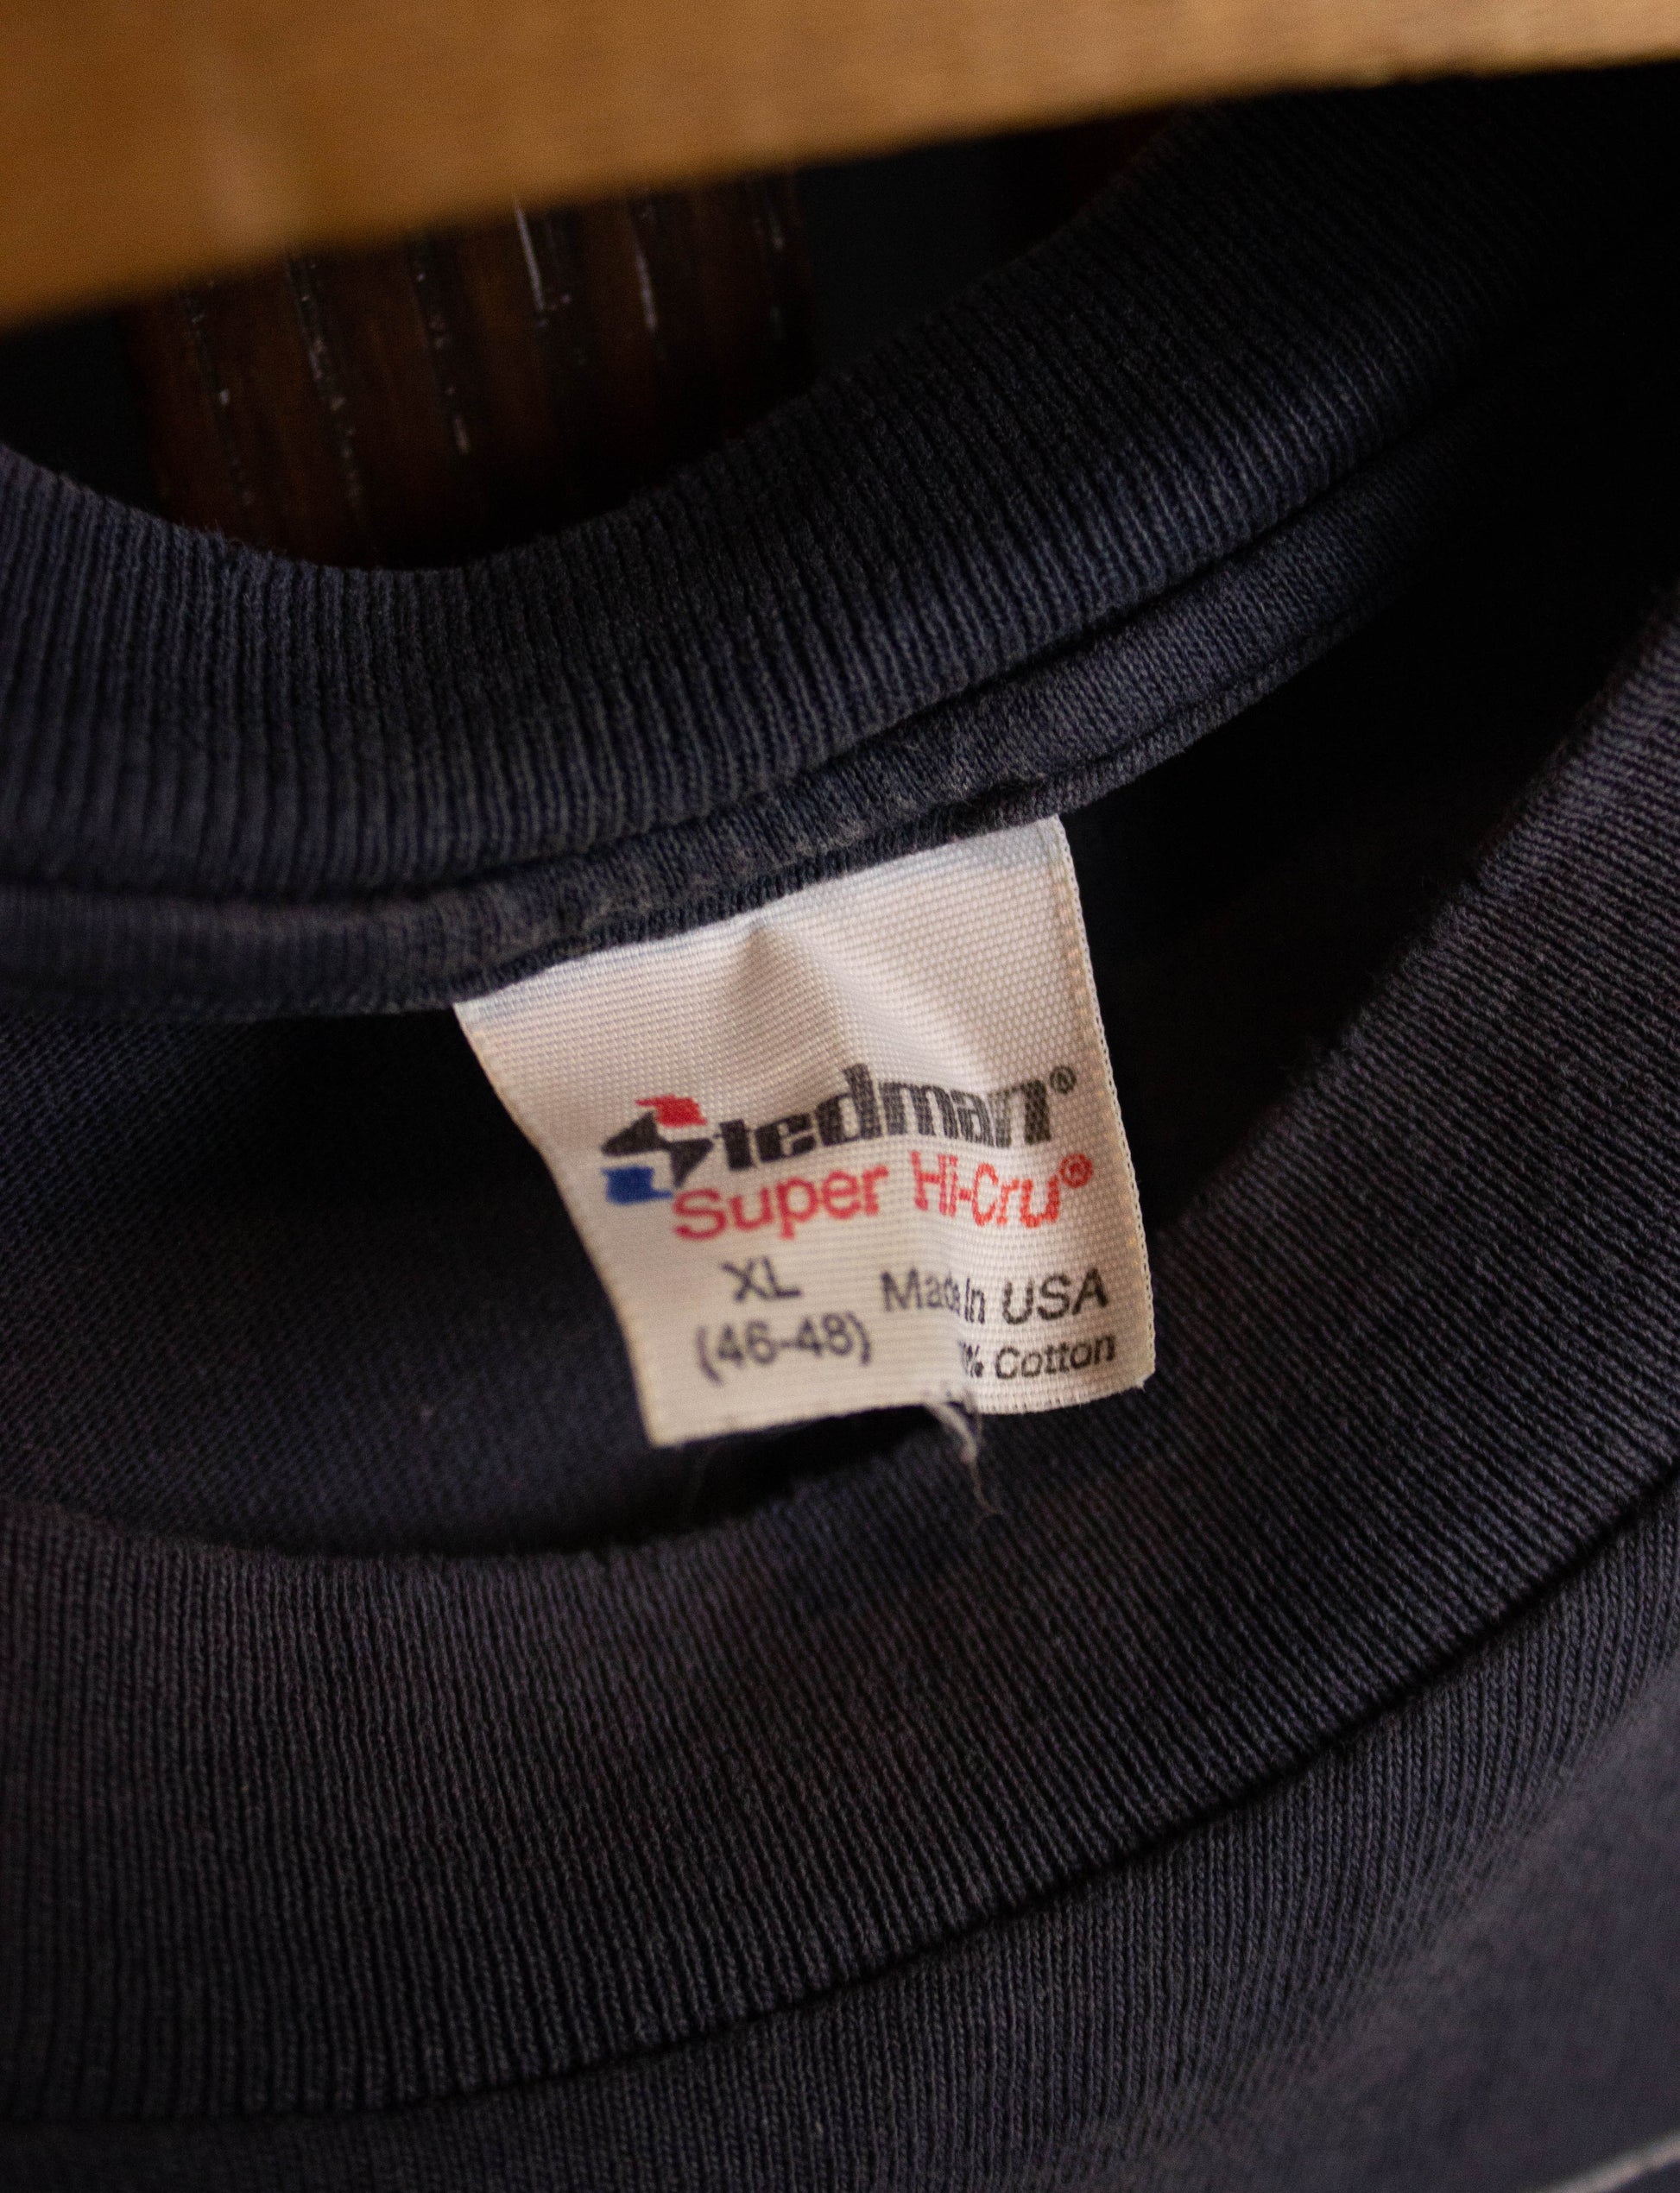 Stedman®
Super Hi-Cru®
XL
(46-48)
Made In USA
% Cotton